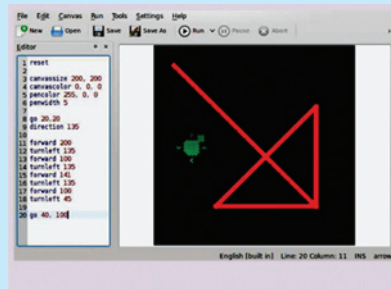 File Edit Canvas Run Tools Settings Help
New Open Save Save As Run Pause Abort
Editor
1 reset
2
3 canvassize 200, 200
4 canvascolor 0, 0, 0
5 pencolor 255, 0, 0
6 penwidth 5
7
8 go 20,20
9 direction 135
10
11 forward 200
12 turnleft 135
13 forward 100
14 turnleft 135
15 forward 141
16 turnleft 135
17 forward 100
18 turnleft 45
19
20 go 40, 100
English [built in] Line: 20 Column: 11 INS arrow